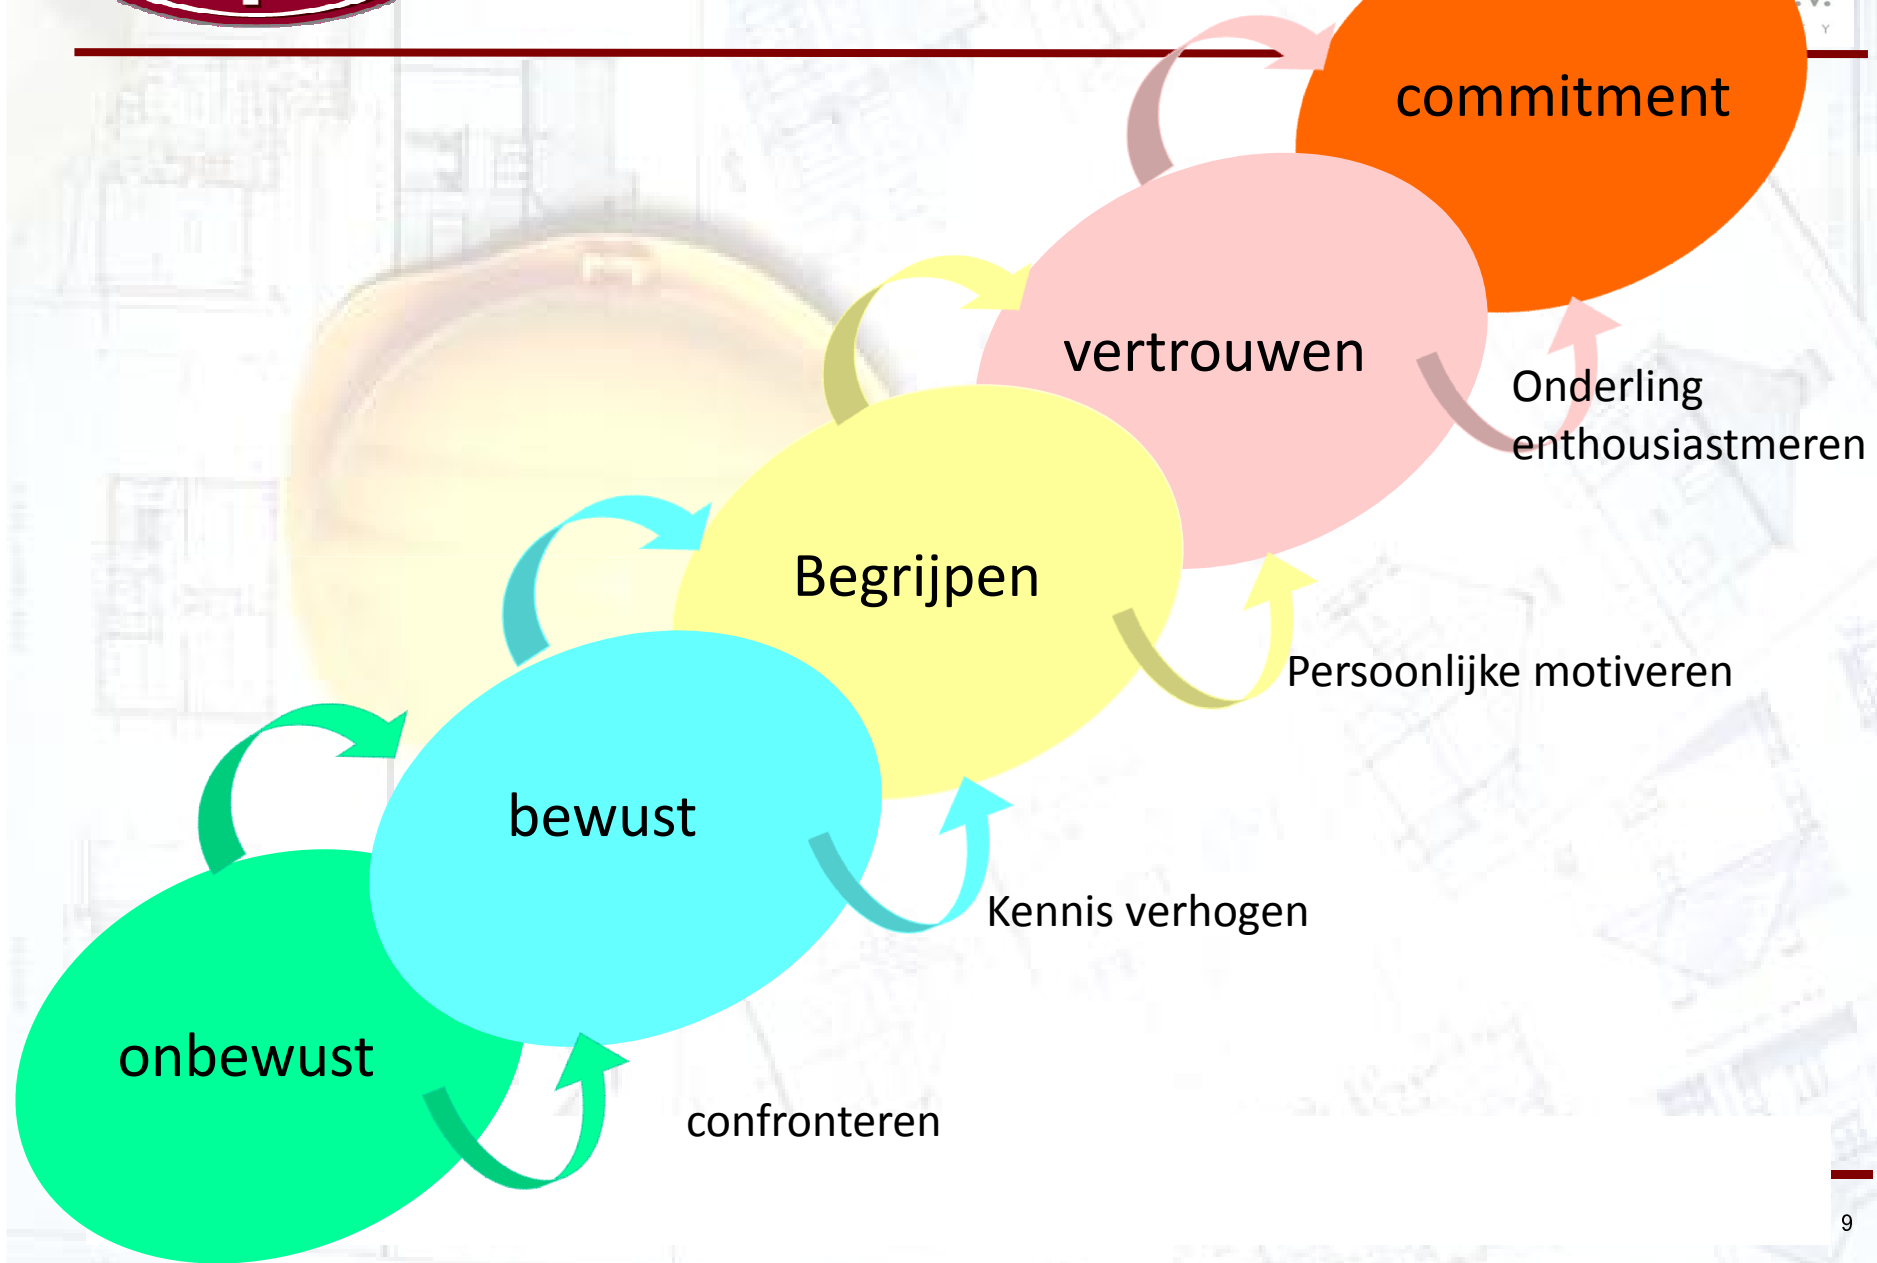 commitment
vertrouwen
Onderling
enthousiastmeren
Begrijpen
Persoonlijke motiveren
bewust
Kennis verhogen
onbewust
confronteren
9